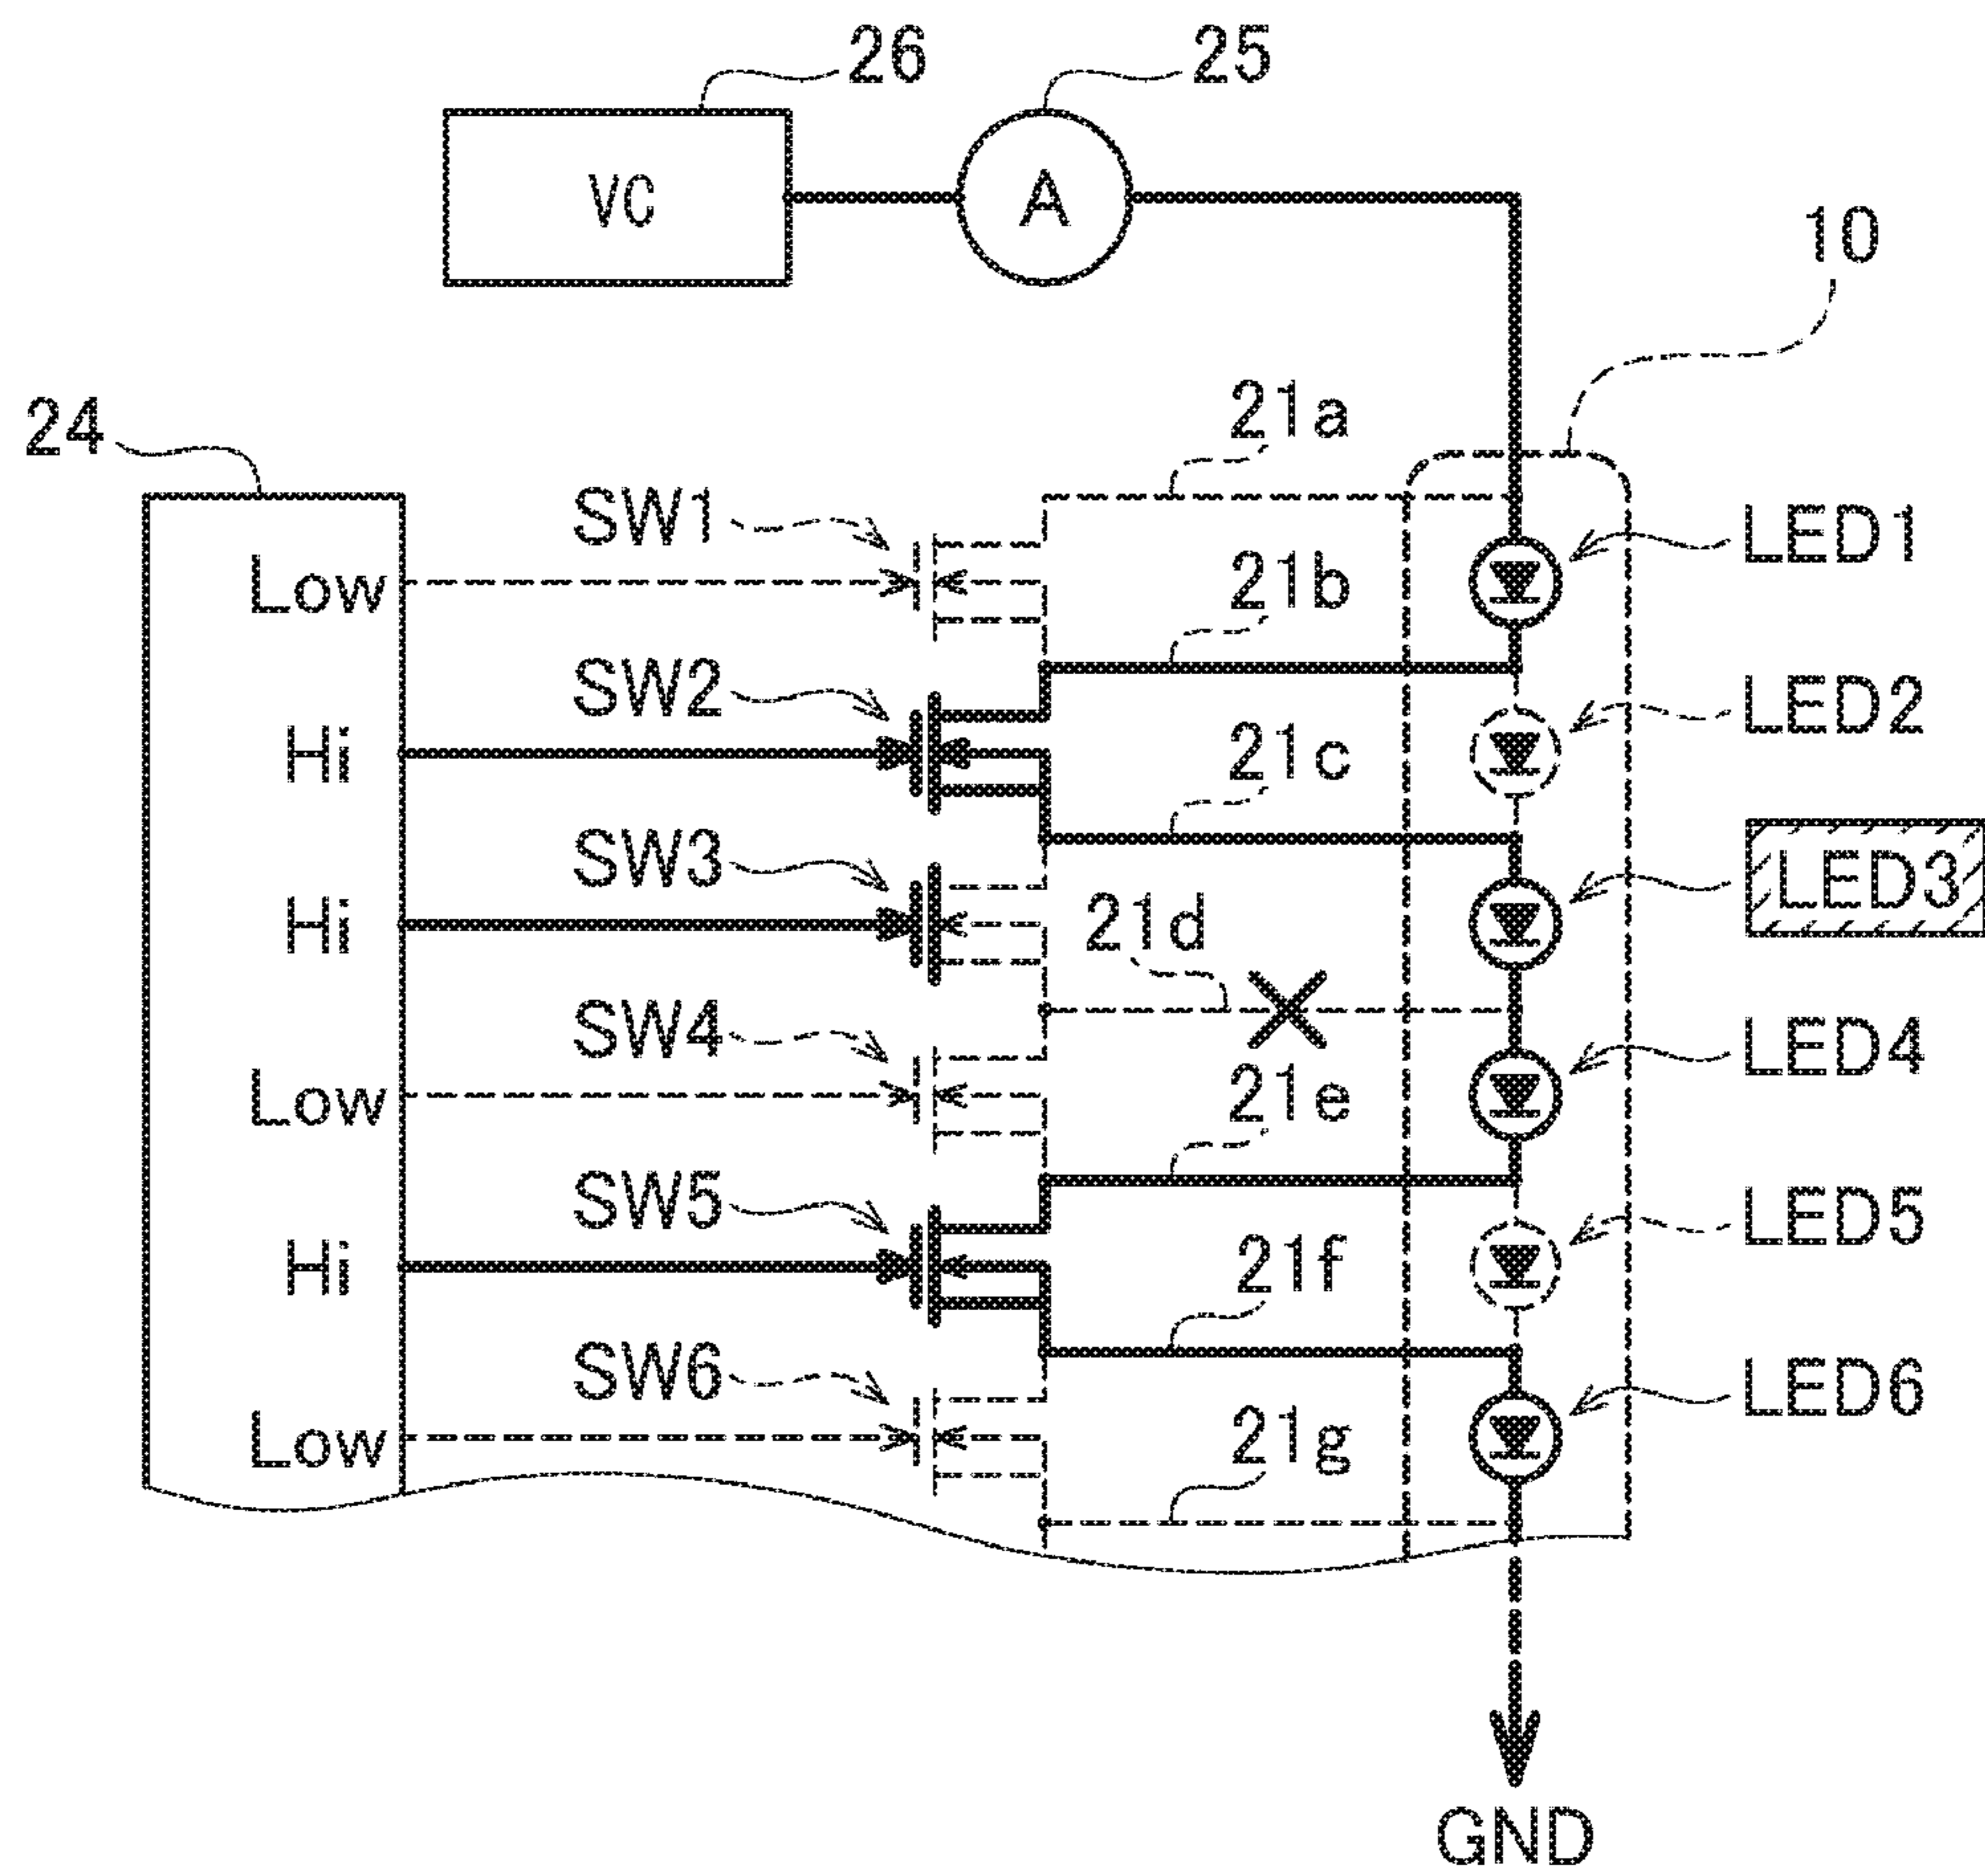 26 25
VC A
10
24
21a
SW1 LED1
Low 21b
SW2 LED2
Hi 21c
SW3 LED3
Hi 21d
SW4 LED4
Low 21e
SW5 LED5
Hi 21f
SW6 LED6
Low 21g
GND